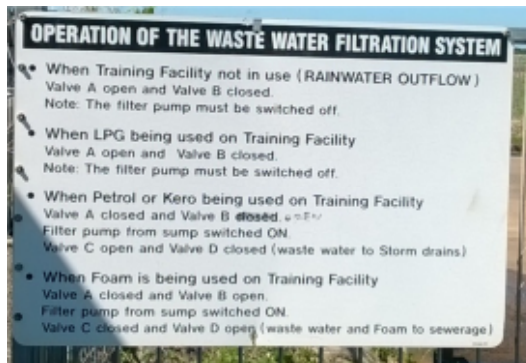 OPERATION OF THE WASTE WATER FILTRATION SYSTEM
• When Training Facility not in use (RAINWATER OUTFLOW)
Valve A open and Valve B closed.
Note: The filter pump must be switched off.
• When LPG being used on Training Facility
Valve A open and Valve B closed.
Note: The filter pump must be switched off.
• When Petrol or Kero being used on Training Facility
Valve A closed and Valve B closed.
Filter pump from sump switched ON.
Valve C open and Valve D closed (waste water to Storm drains)
• When Foam is being used on Training Facility
Valve A closed and Valve B open.
Filter pump from sump switched ON.
Valve C closed and Valve D open (waste water and Foam to sewerage)